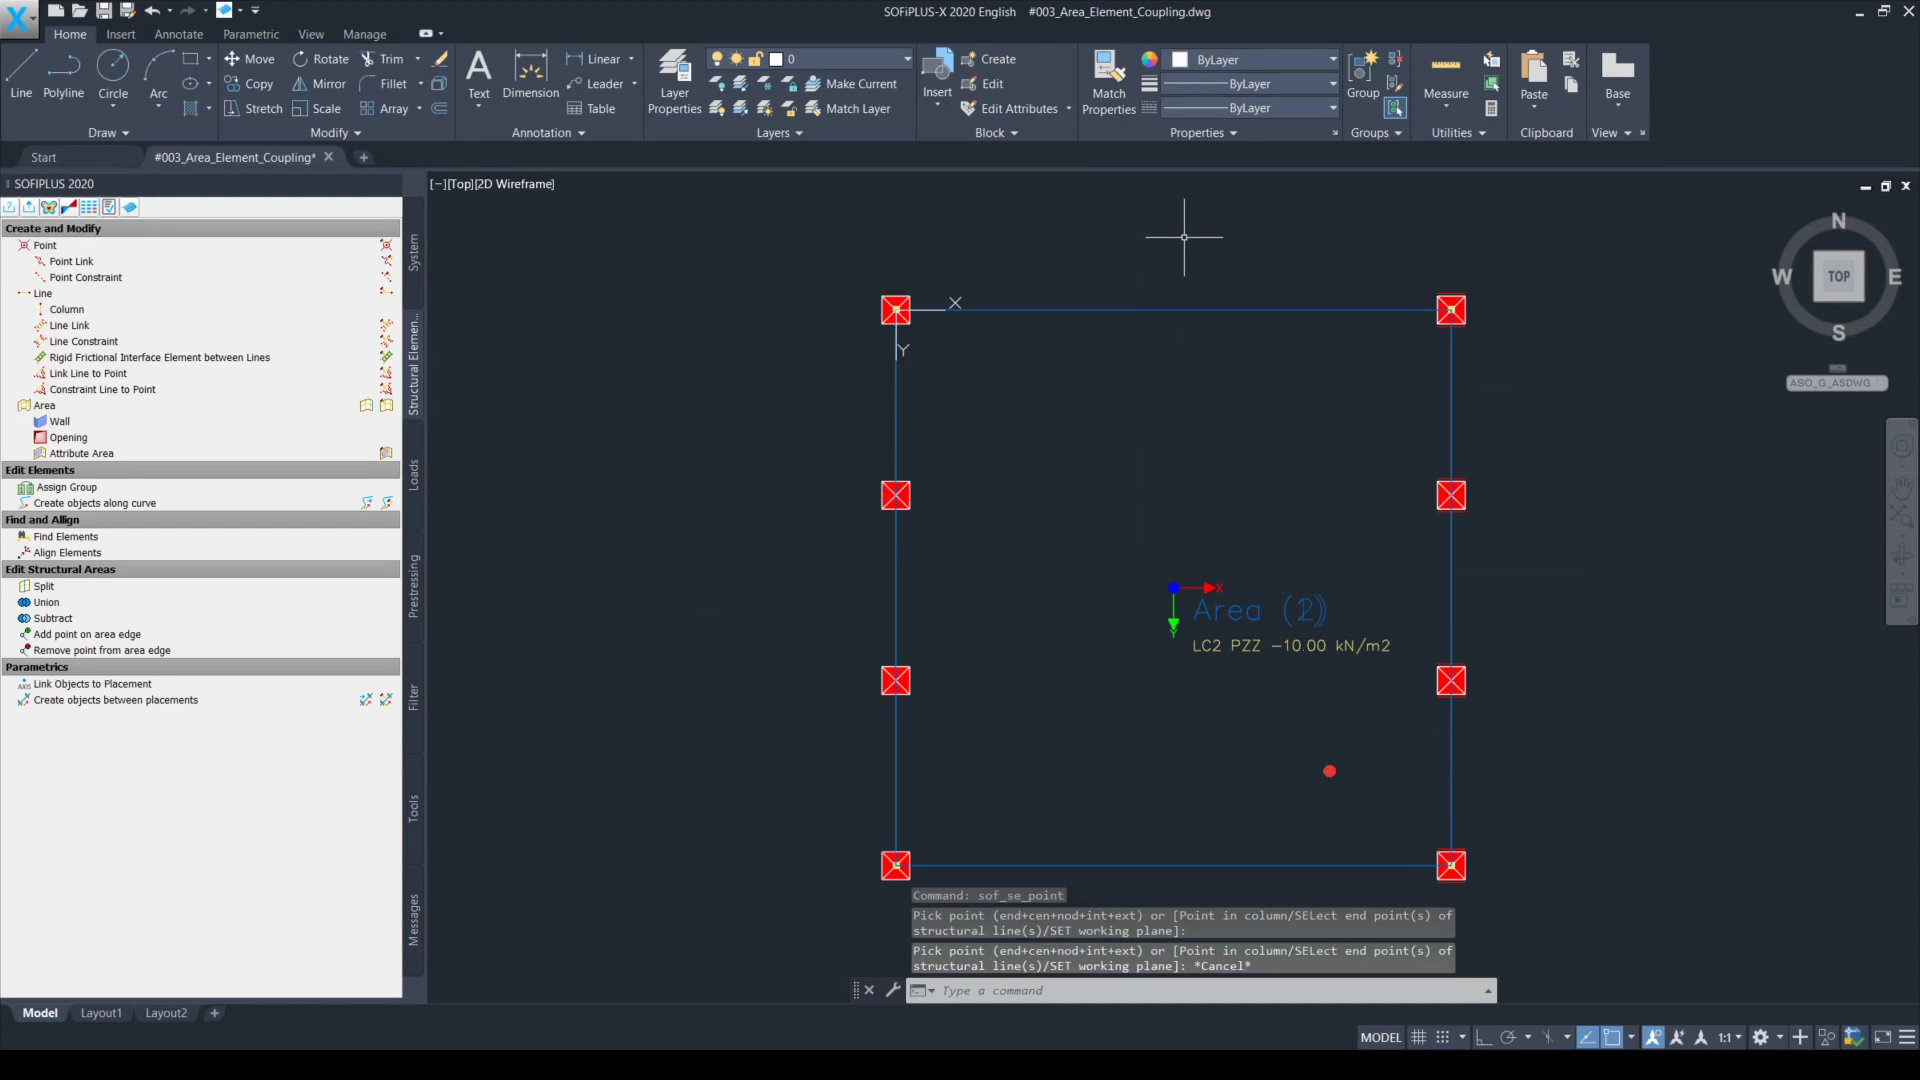 SOFiPLUS-X 2020 English #003_Area_Element_Coupling.dwg
Home Insert Annotate Parametric View Manage
Line
Polyline
Circle
Arc
Draw
Move
Copy
Stretch
Rotate
Mirror
Scale
Trim
Fillet
Array
Modify
Text
Dimension
Linear
Leader
Table
Annotation
Layer
Properties
0
Make Current
Match Layer
Layers
Insert
Create
Edit
Edit Attributes
Block
Match
Properties
ByLayer
ByLayer
ByLayer
Properties
Group
Groups
Measure
Utilities
Paste
Clipboard
Base
View
Start
#003_Area_Element_Coupling*
SOFIPLUS 2020
Create and Modify
Point
Point Link
Point Constraint
Line
Column
Line Link
Line Constraint
Rigid Frictional Interface Element between Lines
Link Line to Point
Constraint Line to Point
Area
Wall
Opening
Attribute Area
Edit Elements
Assign Group
Create objects along curve
Find and Allign
Find Elements
Align Elements
Edit Structural Areas
Split
Union
Subtract
Add point on area edge
Remove point from area edge
Parametrics
Link Objects to Placement
Create objects between placements
System
Structural Elemen...
Loads
Prestressing
Filter
Tools
Messages
[−][Top][2D Wireframe]
X
Y
X
Y
LC2 PZZ −10.00 kN/m2
N
W TOP E
S
WCS
ASO_G_ASDWG
Command: sof_se_point
Pick point (end+cen+nod+int+ext) or [Point in column/SELect end point(s) of
structural line(s)/SET working plane]:
Pick point (end+cen+nod+int+ext) or [Point in column/SELect end point(s) of
structural line(s)/SET working plane]: *Cancel*
Type a command
Model Layout1 Layout2
MODEL
1:1